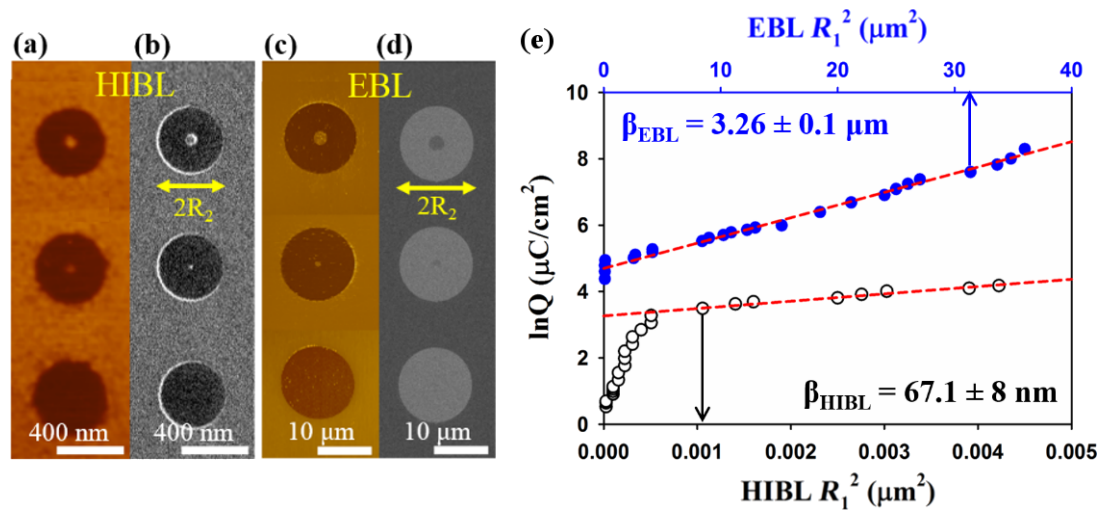 (a)
(b)
(c)
(d)
HIBL
EBL
2R₂
2R₂
400 nm
400 nm
10 μm
10 μm
(e)
EBL R₁² (μm²)
0 10 20 30 40
β_EBL = 3.26 ± 0.1 μm
lnQ (μC/cm²)
10
8
6
4
2
0
β_HIBL = 67.1 ± 8 nm
0.000 0.001 0.002 0.003 0.004 0.005
HIBL R₁² (μm²)